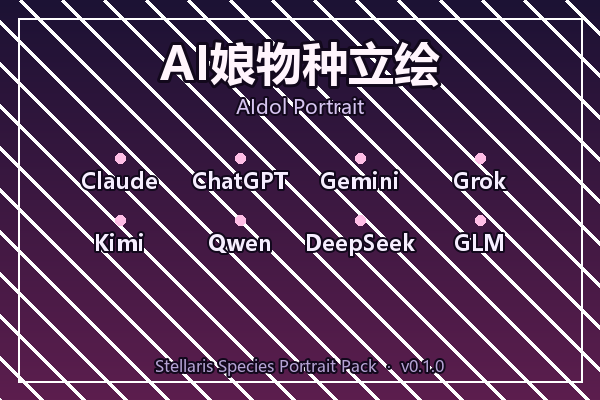 AI娘物种立绘
AIdol Portrait
Claude ChatGPT Gemini Grok
Kimi Qwen DeepSeek GLM
Stellaris Species Portrait Pack · v0.1.0